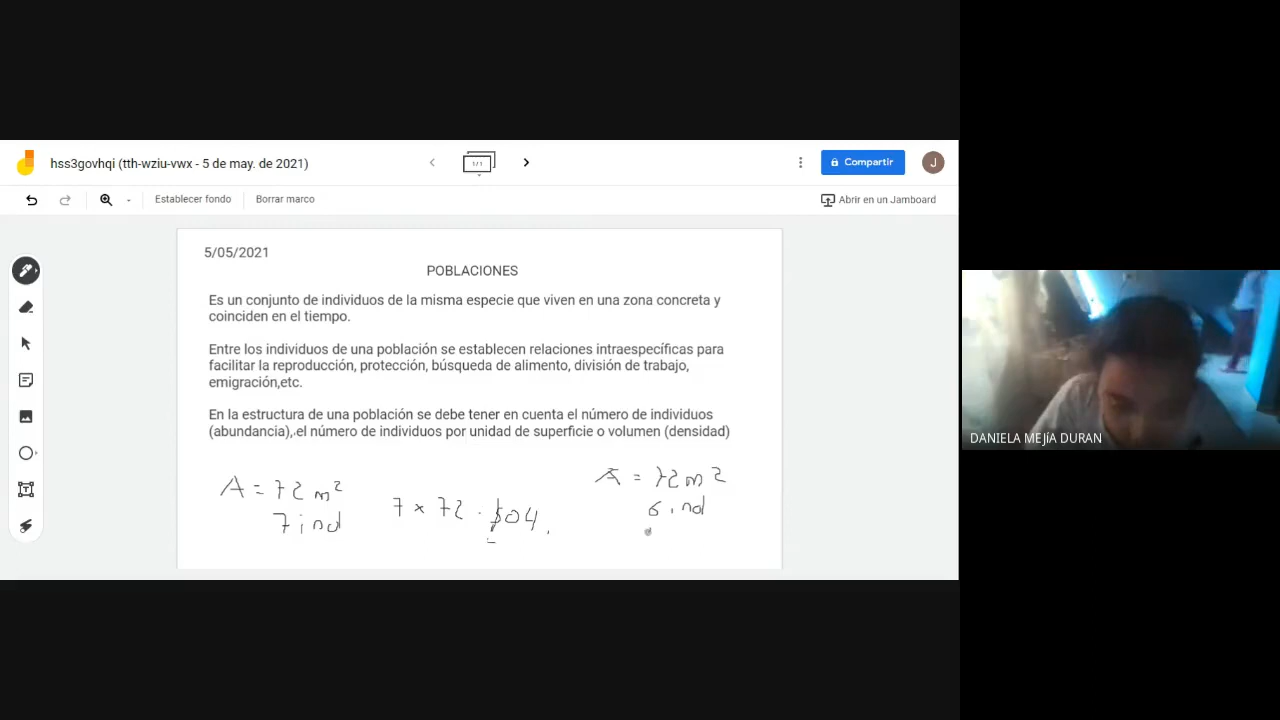 hss3govhqi (tth-wziu-vwx - 5 de may. de 2021)
1/1
Compartir
J
Establecer fondo
Borrar marco
Abrir en un Jamboard
5/05/2021
POBLACIONES
Es un conjunto de individuos de la misma especie que viven en una zona concreta y
coinciden en el tiempo.
Entre los individuos de una población se establecen relaciones intraespecíficas para
facilitar la reproducción, protección, búsqueda de alimento, división de trabajo,
emigración,etc.
En la estructura de una población se debe tener en cuenta el número de individuos
(abundancia), el número de individuos por unidad de superficie o volumen (densidad)
A = 72 m²
7 ind
7 x 72 . 504
A = 72 m²
6 ind
DANIELA MEJíA DURAN